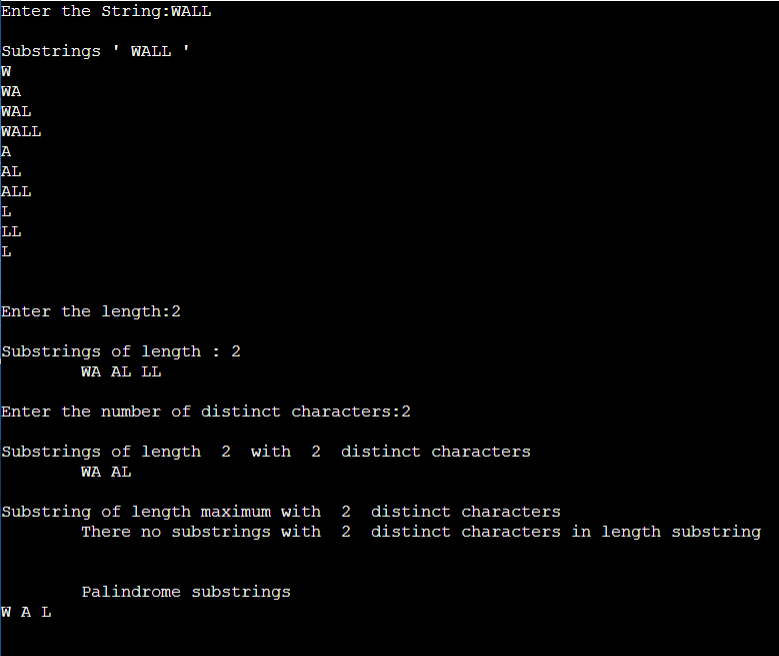 Enter the String:WALL
Substrings ' WALL '
W
WA
WAL
WALL
A
AL
ALL
L
LL
L
Enter the length:2
Substrings of length : 2
WA AL LL
Enter the number of distinct characters:2
Substrings of length  2  with  2  distinct characters
WA AL
Substring of length maximum with  2  distinct characters
There no substrings with  2  distinct characters in length substring
Palindrome substrings
W A L